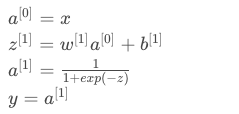 a^{[0]} = x
z^{[1]} = w^{[1]}a^{[0]} + b^{[1]}
a^{[1]} = \frac{1}{1+exp(-z)}
y = a^{[1]}